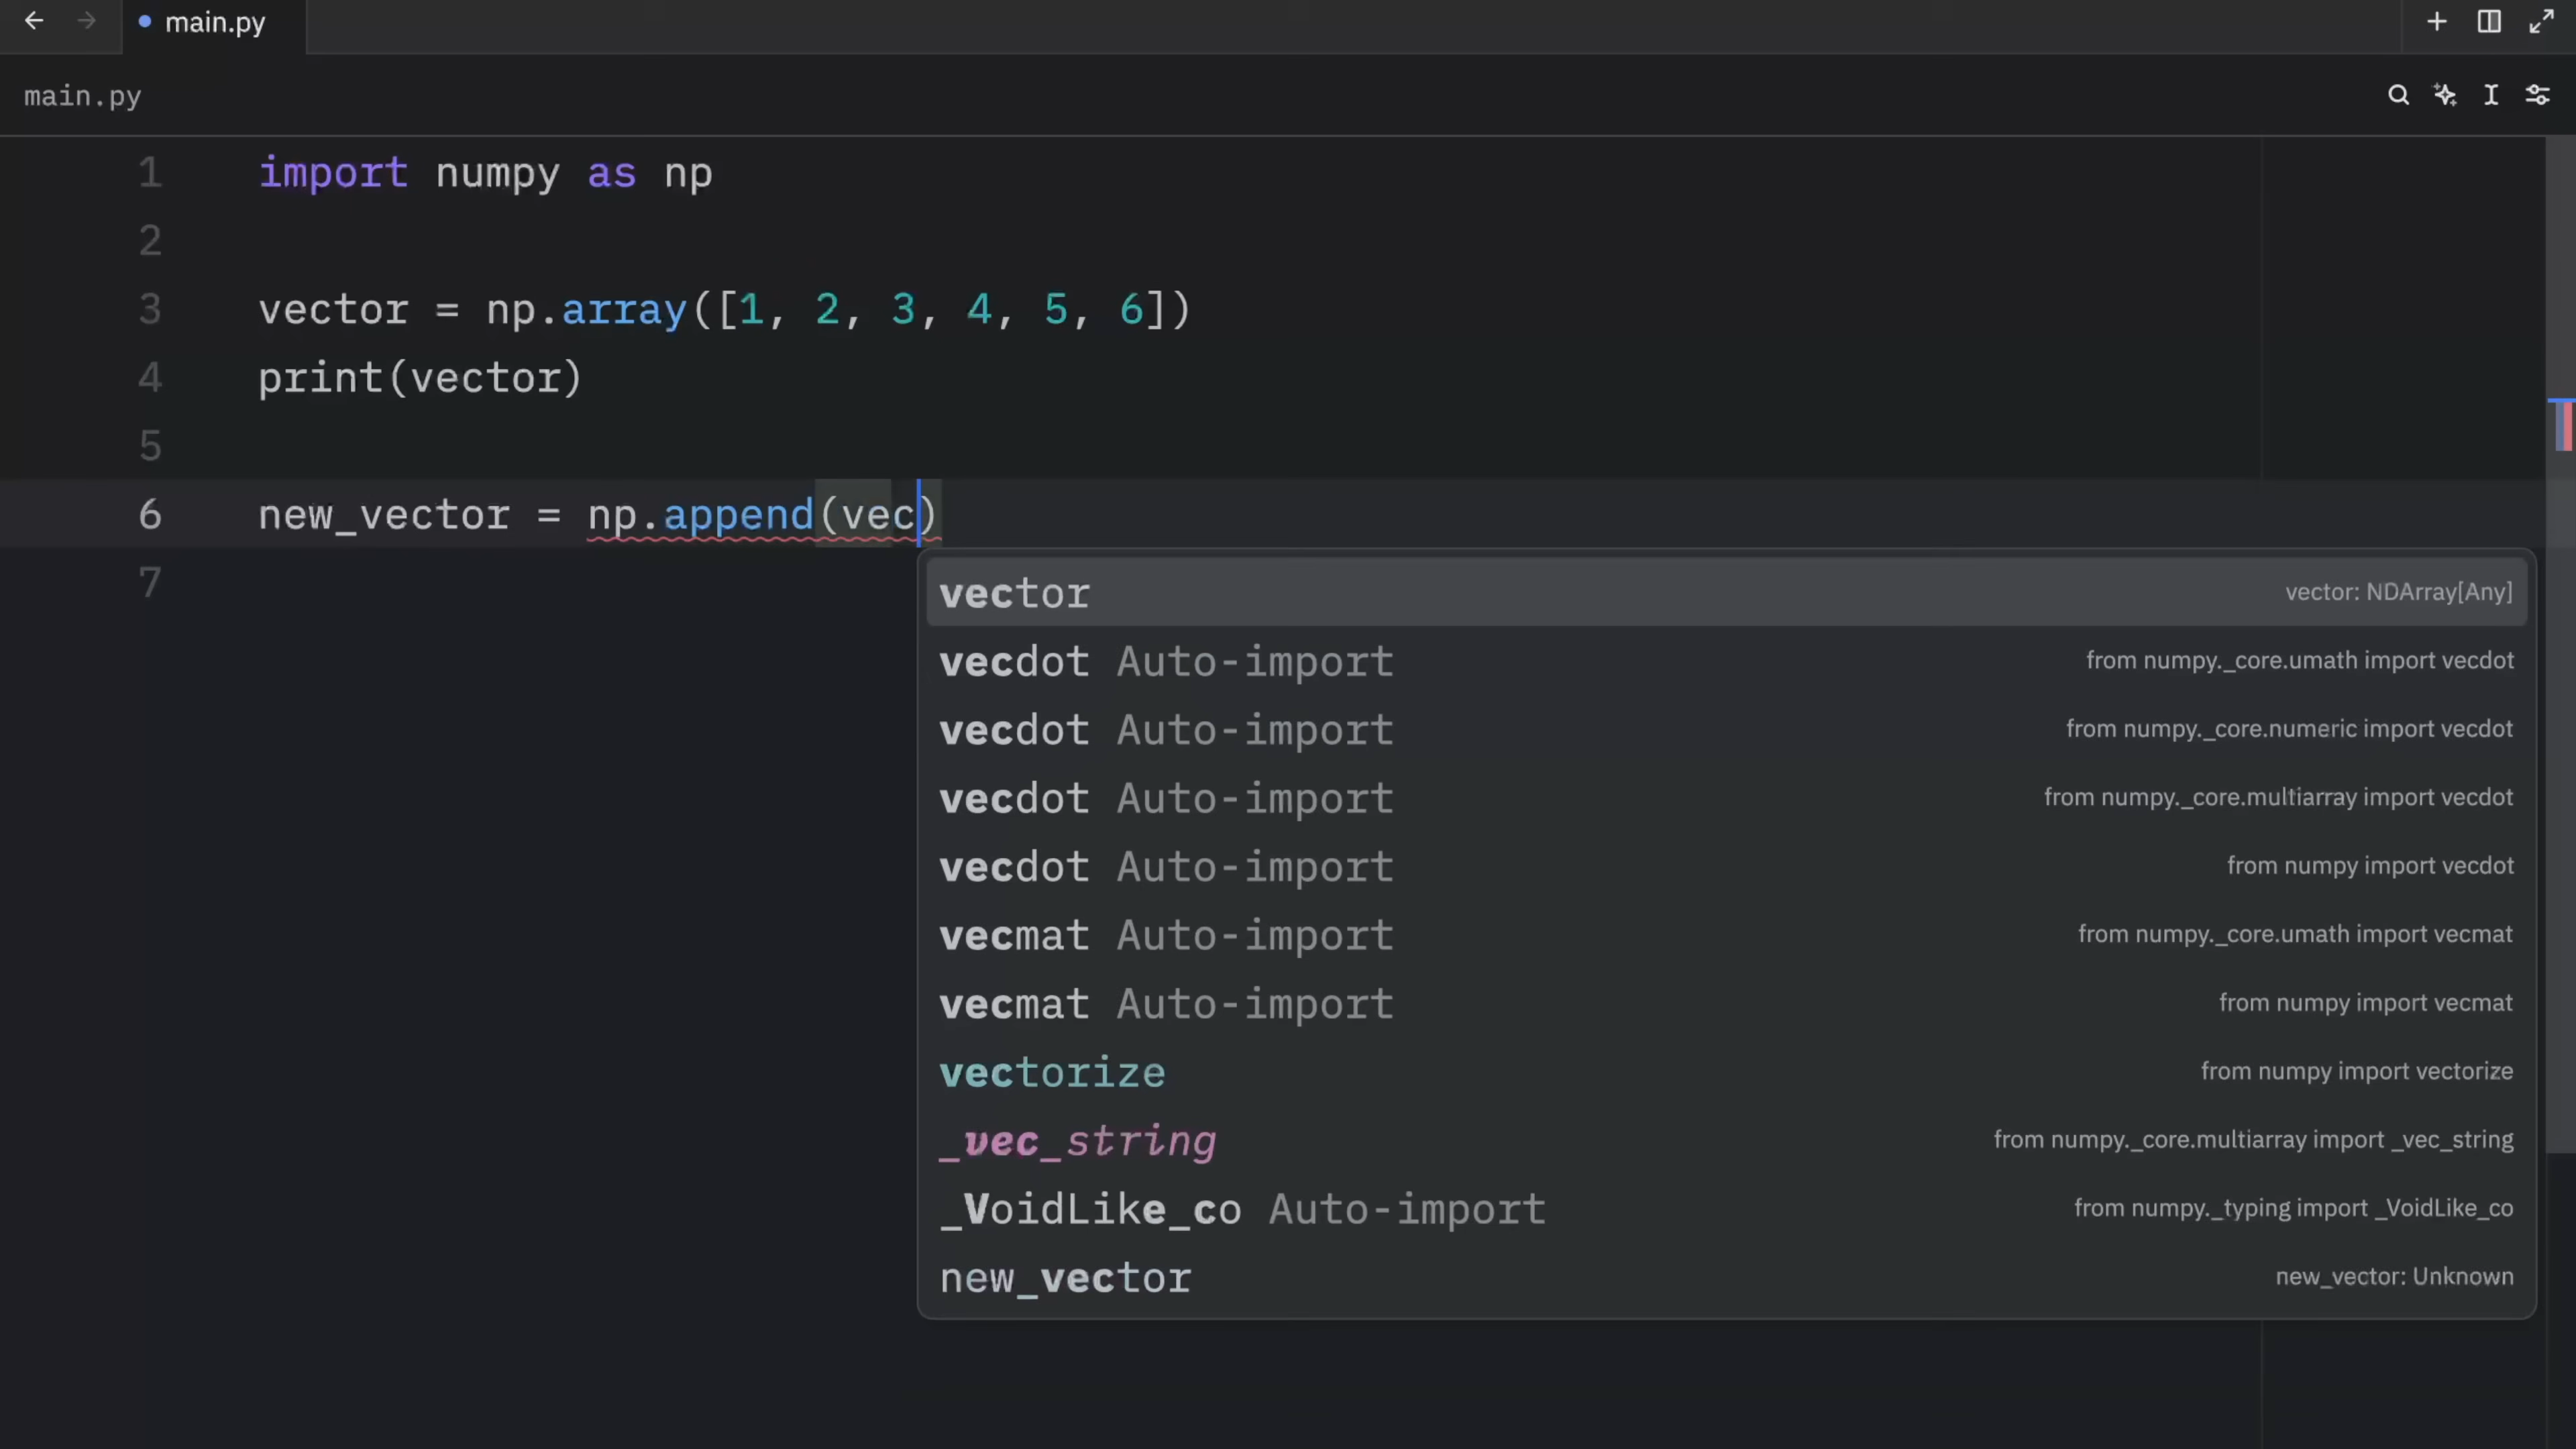 main.py
main.py
1 import numpy as np
2
3 vector = np.array([1, 2, 3, 4, 5, 6])
4 print(vector)
5
6 new_vector = np.append(vec)
7
vector vector: NDArray[Any]
vecdot Auto-import from numpy._core.umath import vecdot
vecdot Auto-import from numpy._core.numeric import vecdot
vecdot Auto-import from numpy._core.multiarray import vecdot
vecdot Auto-import from numpy import vecdot
vecmat Auto-import from numpy._core.umath import vecmat
vecmat Auto-import from numpy import vecmat
vectorize from numpy import vectorize
_vec_string from numpy._core.multiarray import _vec_string
_VoidLike_co Auto-import from numpy._typing import _VoidLike_co
new_vector new_vector: Unknown